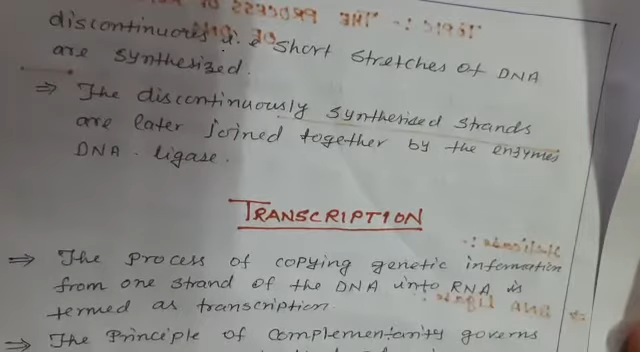 discontinuous i.e short stretches of DNA
are synthesized.
⇒ The discontinuously synthesized strands
are later joined together by the enzymes
DNA ligase.
TRANSCRIPTION
⇒ The process of copying genetic information
from one strand of the DNA into RNA is
termed as transcription.
⇒ The Principle of complementarity governs